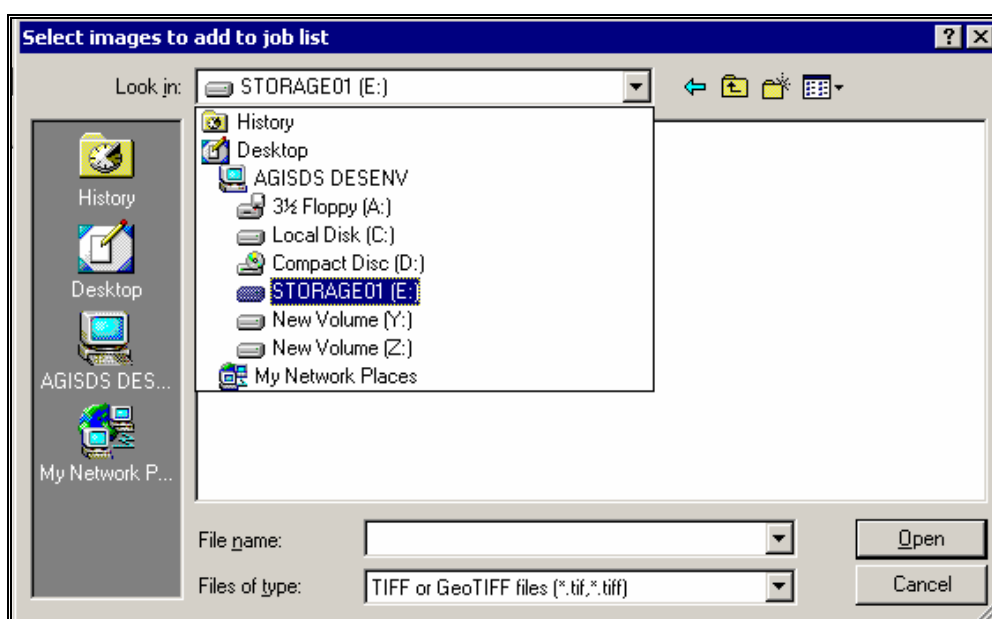 Select images to add to job list
Look in: STORAGE01 (E:)
History
Desktop
AGISDS DESENV
3½ Floppy (A:)
Local Disk (C:)
Compact Disc (D:)
STORAGE01 (E:)
New Volume (Y:)
New Volume (Z:)
My Network Places
History
Desktop
AGISDS DES...
My Network P...
File name:
Open
Files of type: TIFF or GeoTIFF files (*.tif,*.tiff)
Cancel